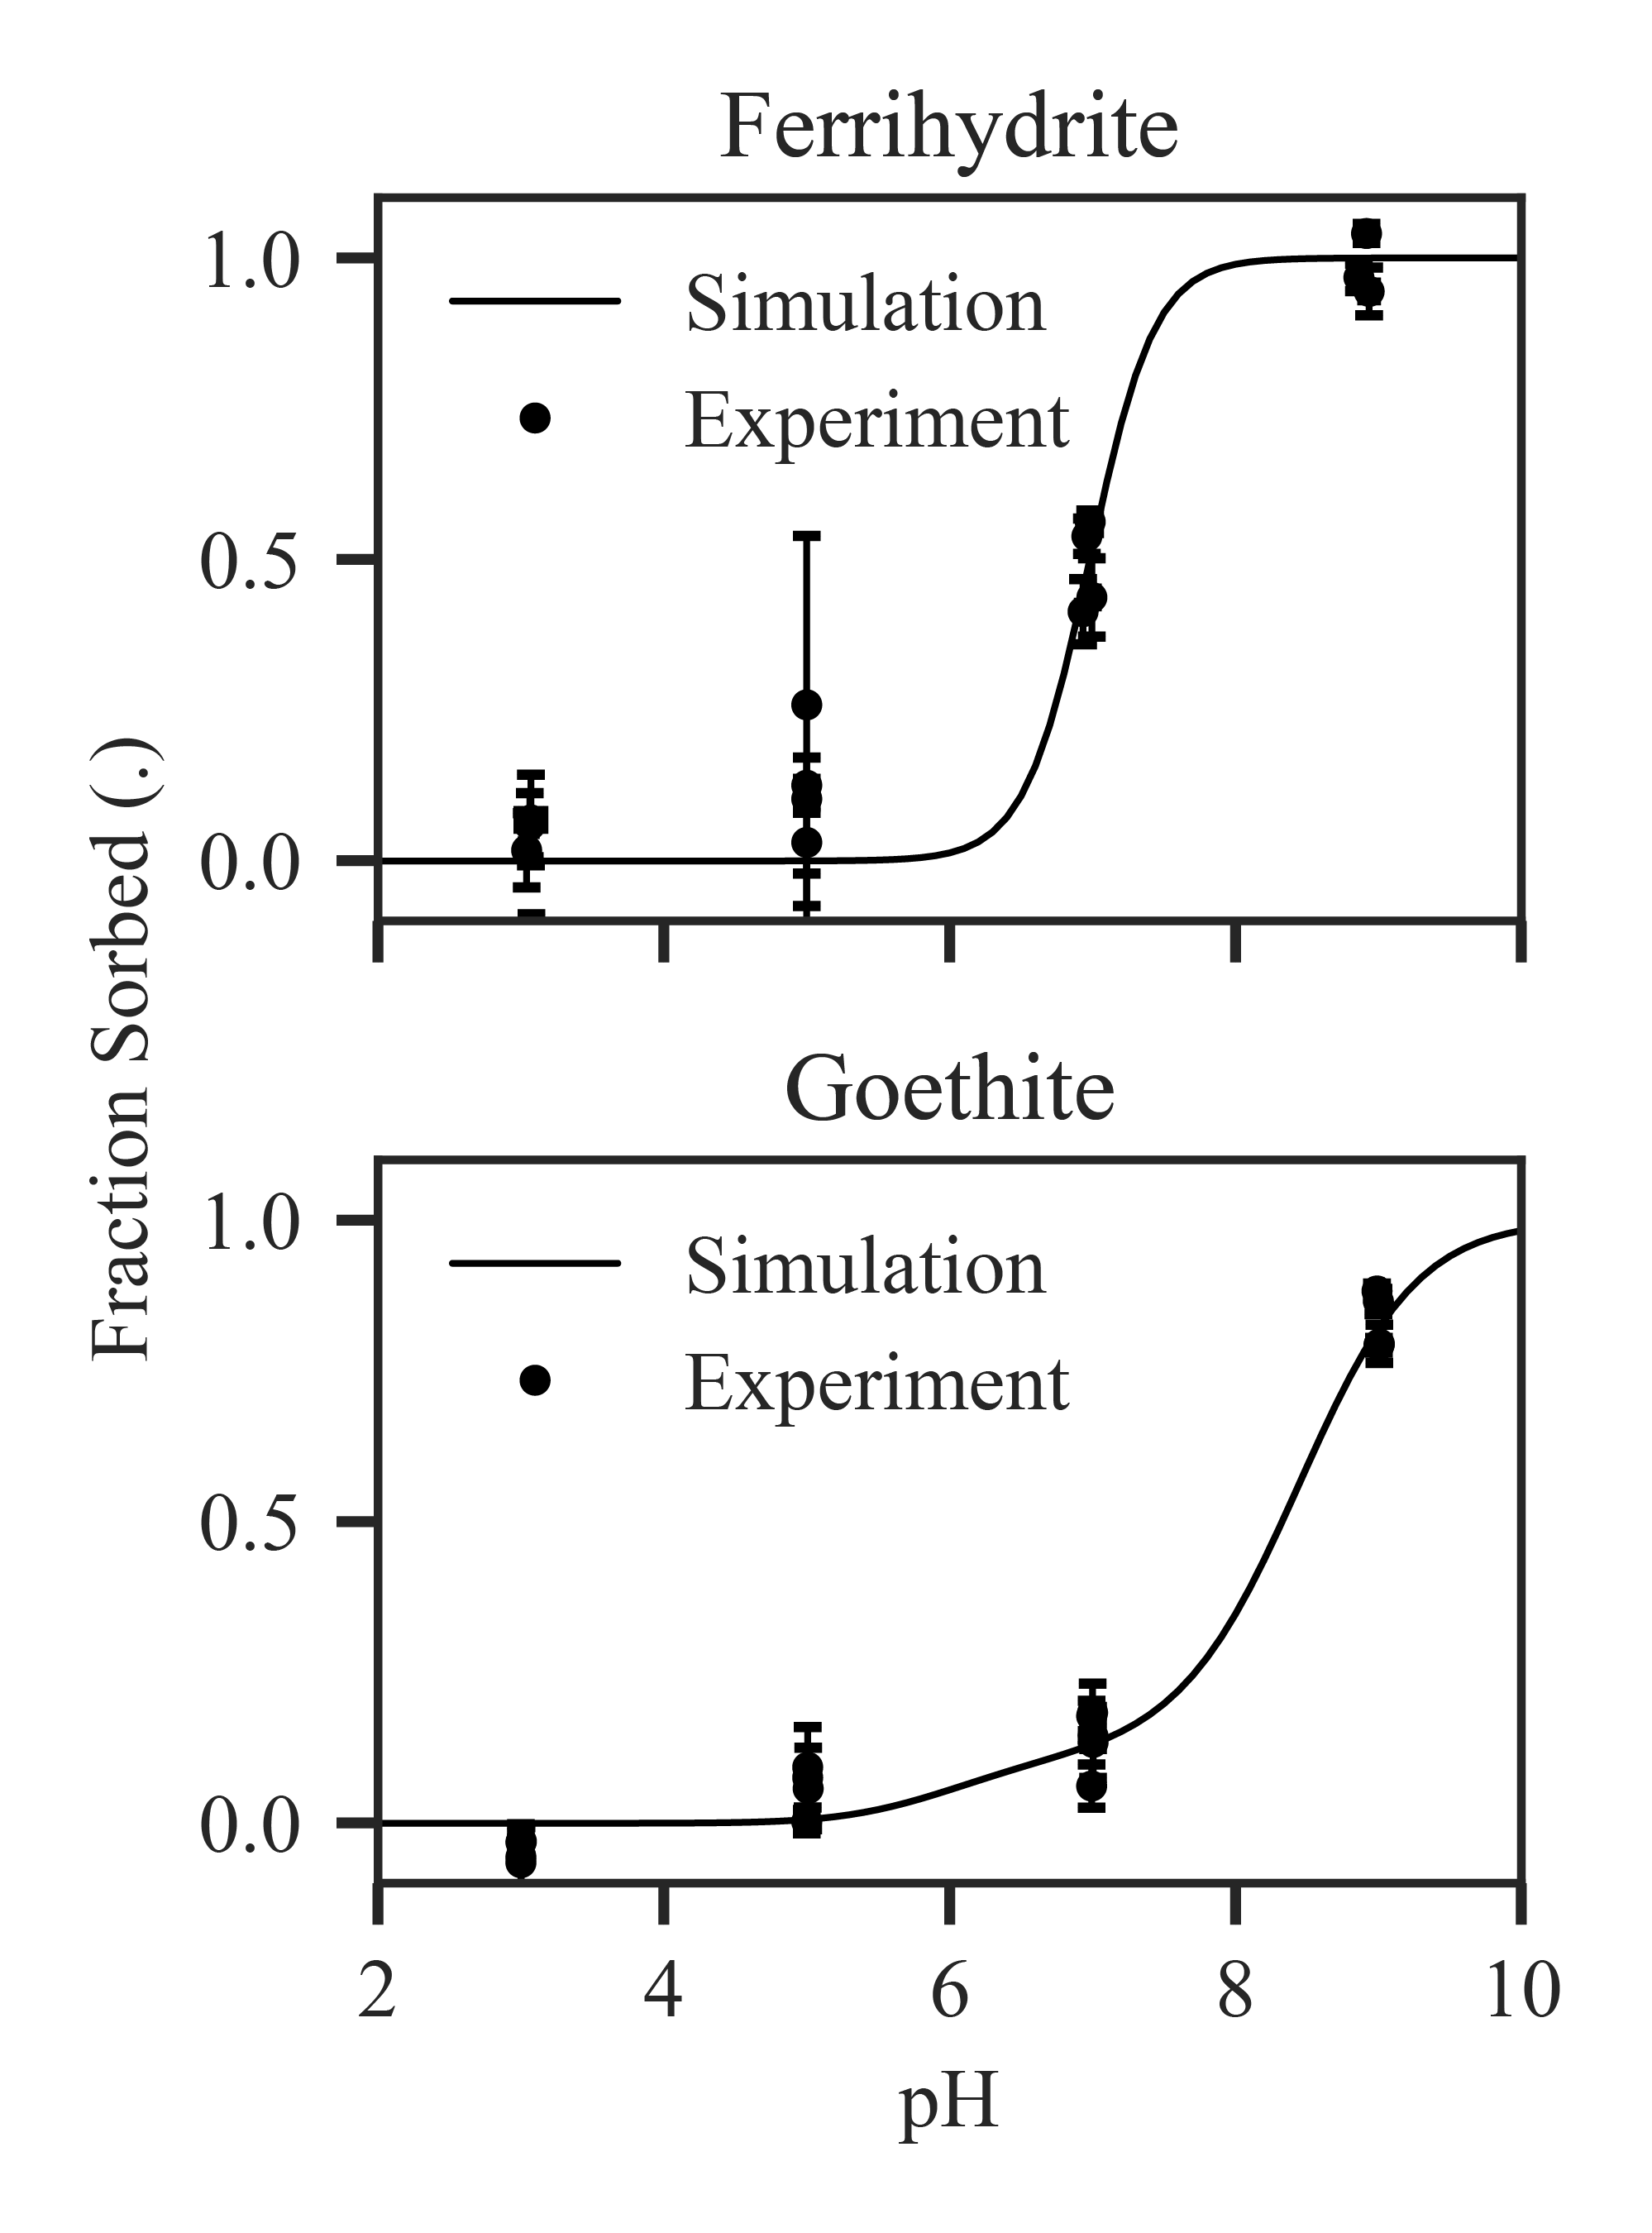 Ferrihydrite
1.0
Simulation
Experiment
0.5
0.0
Fraction Sorbed (.)
Goethite
1.0
Simulation
Experiment
0.5
0.0
2 4 6 8 10
pH